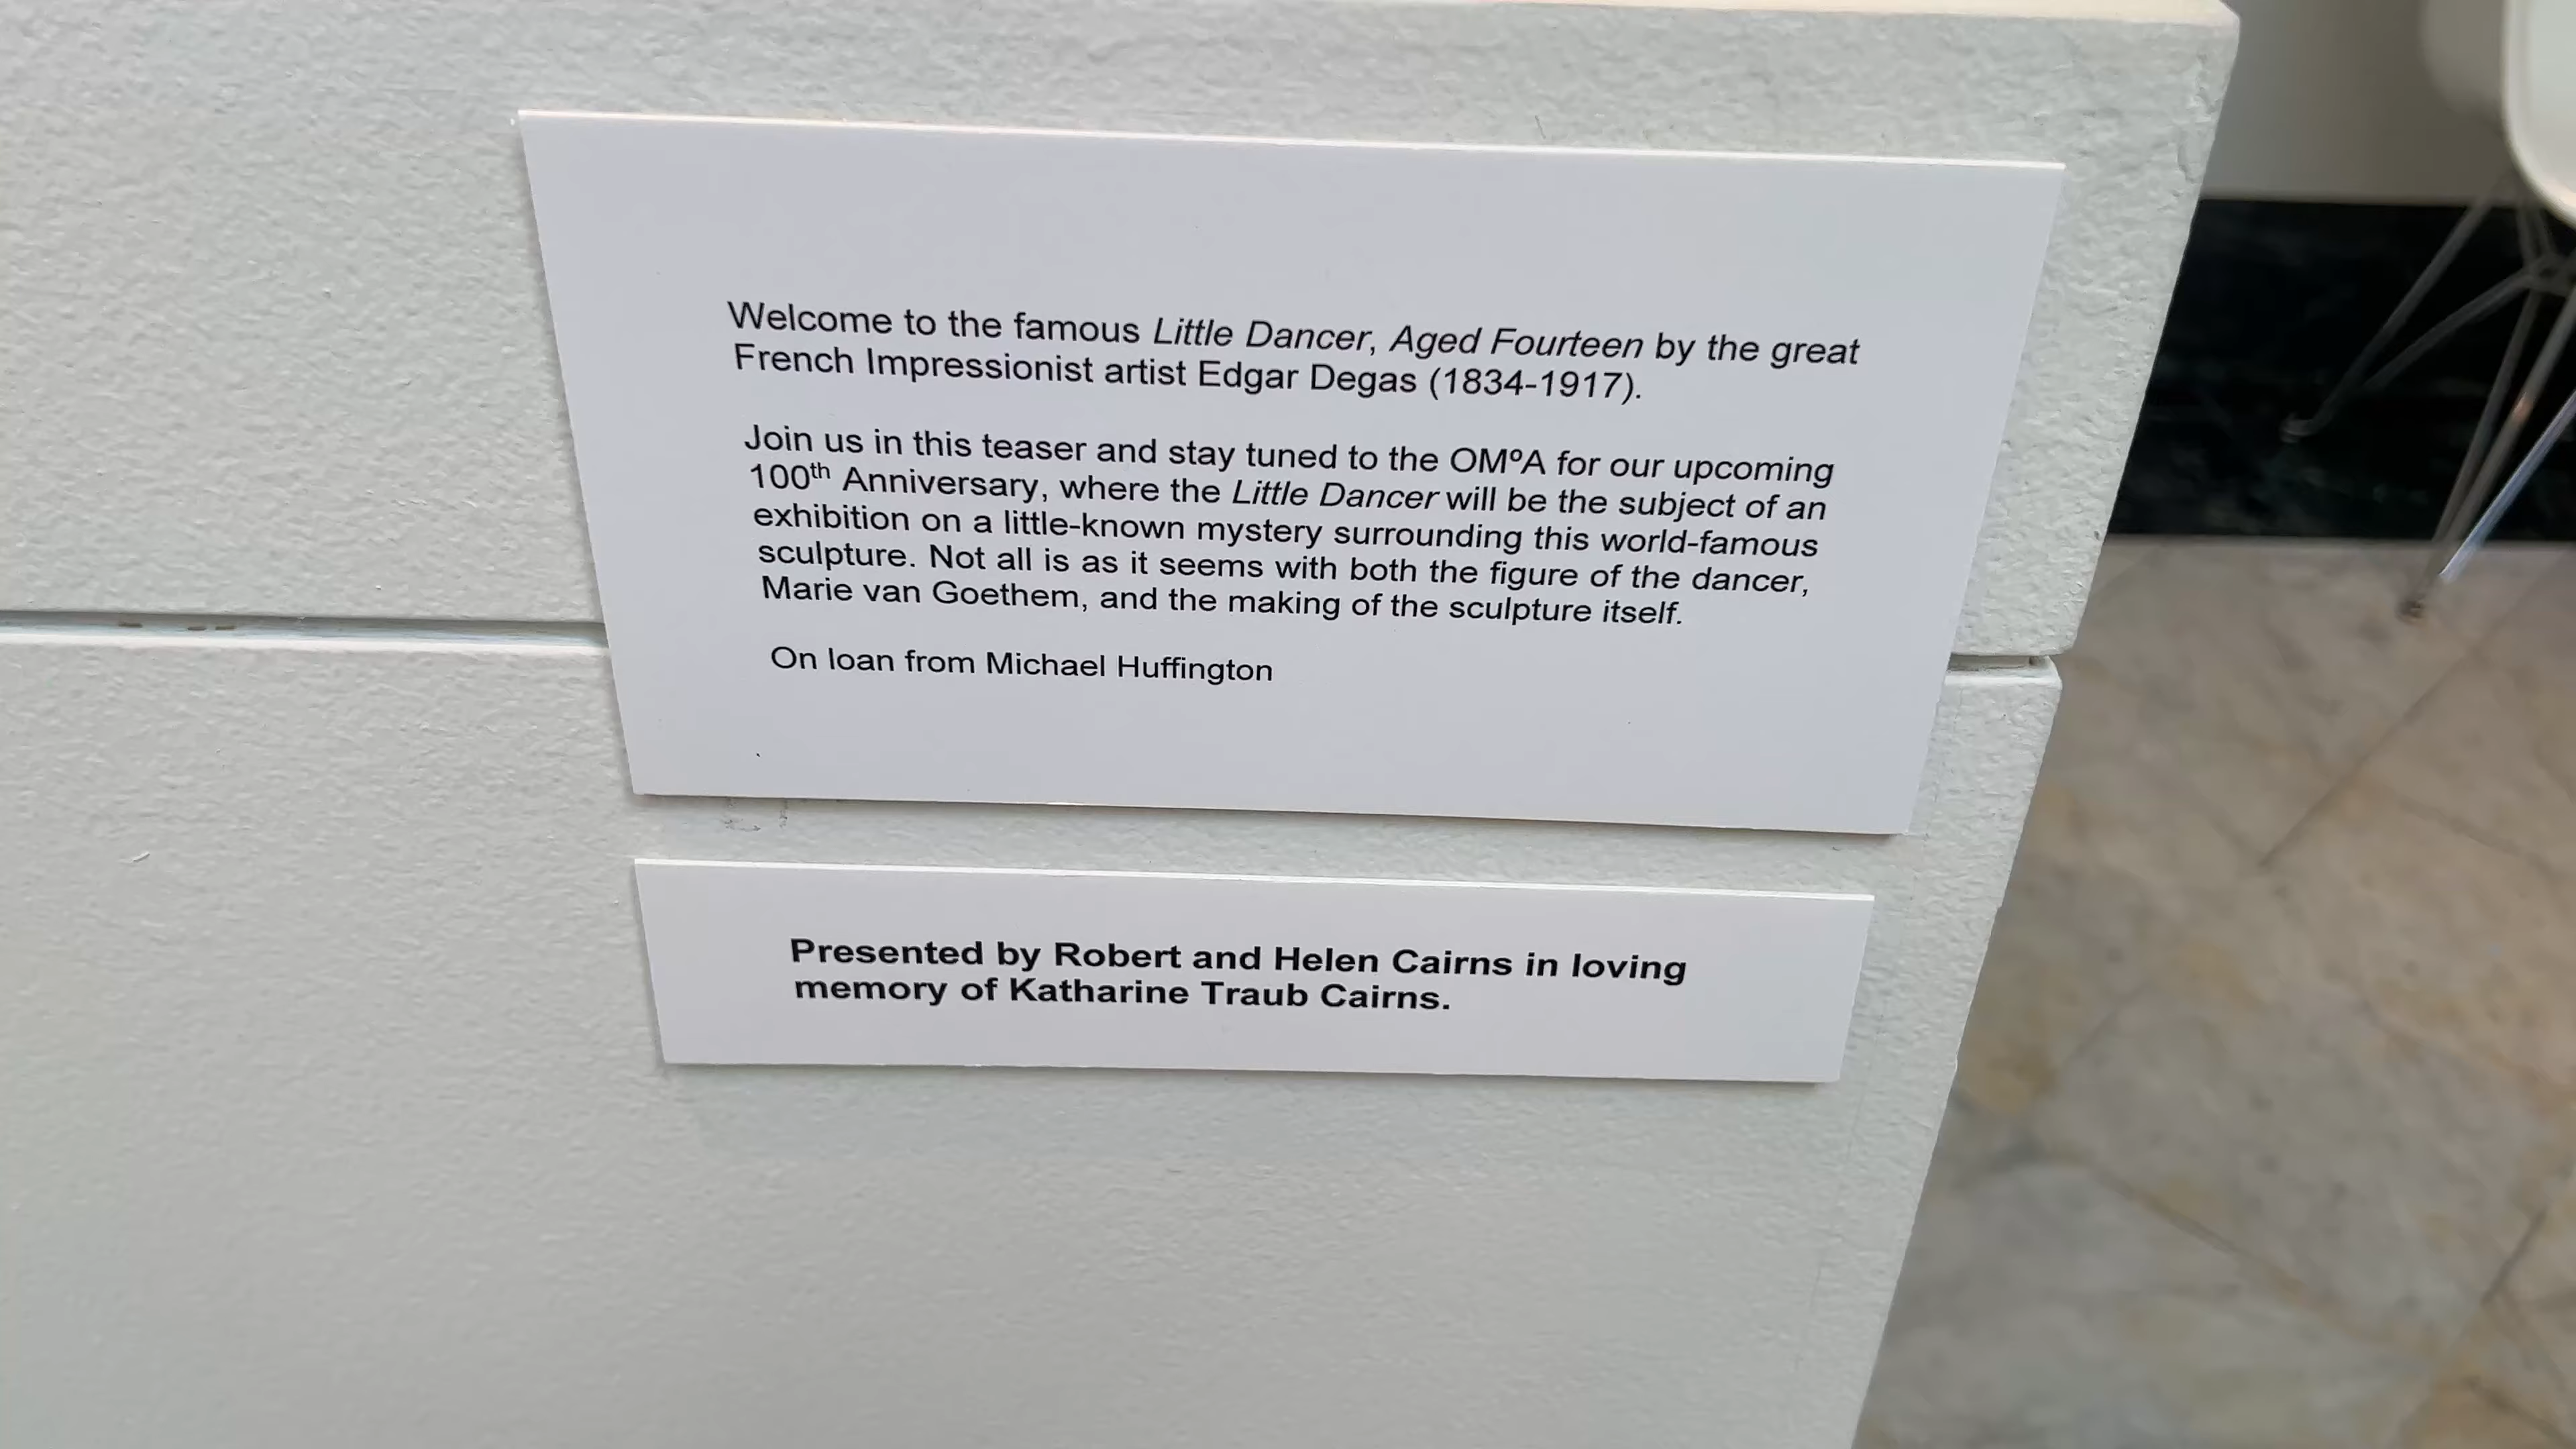 Welcome to the famous Little Dancer, Aged Fourteen by the great
French Impressionist artist Edgar Degas (1834-1917).
Join us in this teaser and stay tuned to the OMºA for our upcoming
100th Anniversary, where the Little Dancer will be the subject of an
exhibition on a little-known mystery surrounding this world-famous
sculpture. Not all is as it seems with both the figure of the dancer,
Marie van Goethem, and the making of the sculpture itself.
On loan from Michael Huffington
Presented by Robert and Helen Cairns in loving
memory of Katharine Traub Cairns.